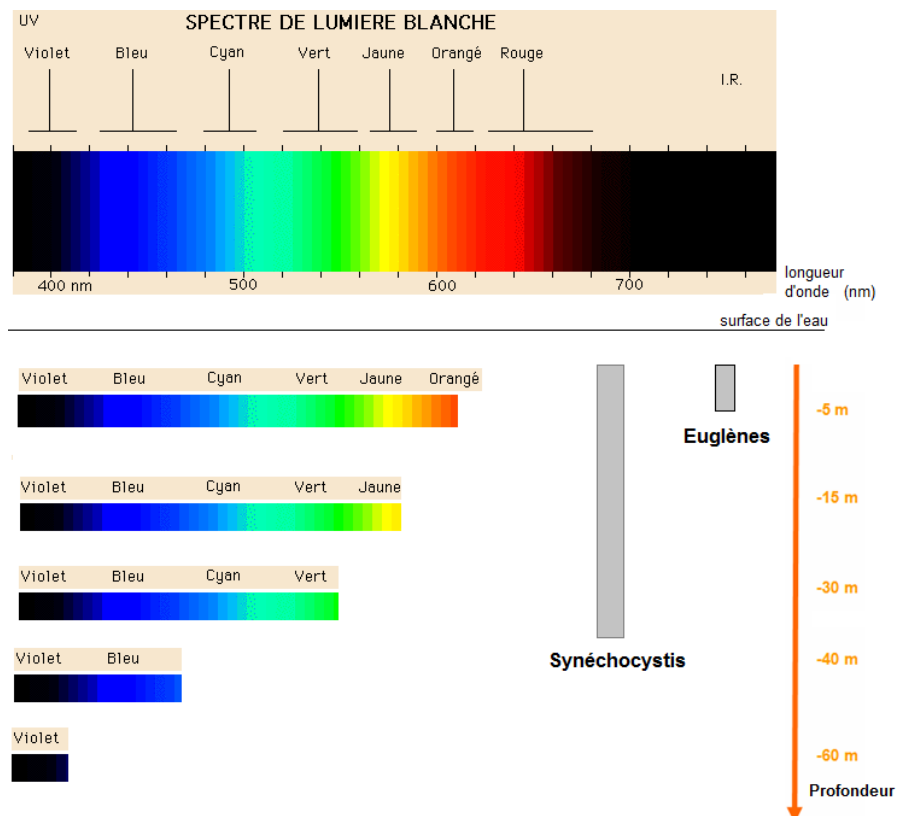 UV SPECTRE DE LUMIERE BLANCHE
Violet Bleu Cyan Vert Jaune Orangé Rouge
I.R.
400 nm 500 600 700
longueur
d'onde (nm)
surface de l'eau
Violet Bleu Cyan Vert Jaune Orangé
-5 m
Euglènes
Violet Bleu Cyan Vert Jaune
-15 m
Violet Bleu Cyan Vert
-30 m
Violet Bleu
Synéchocystis
-40 m
Violet
-60 m
Profondeur